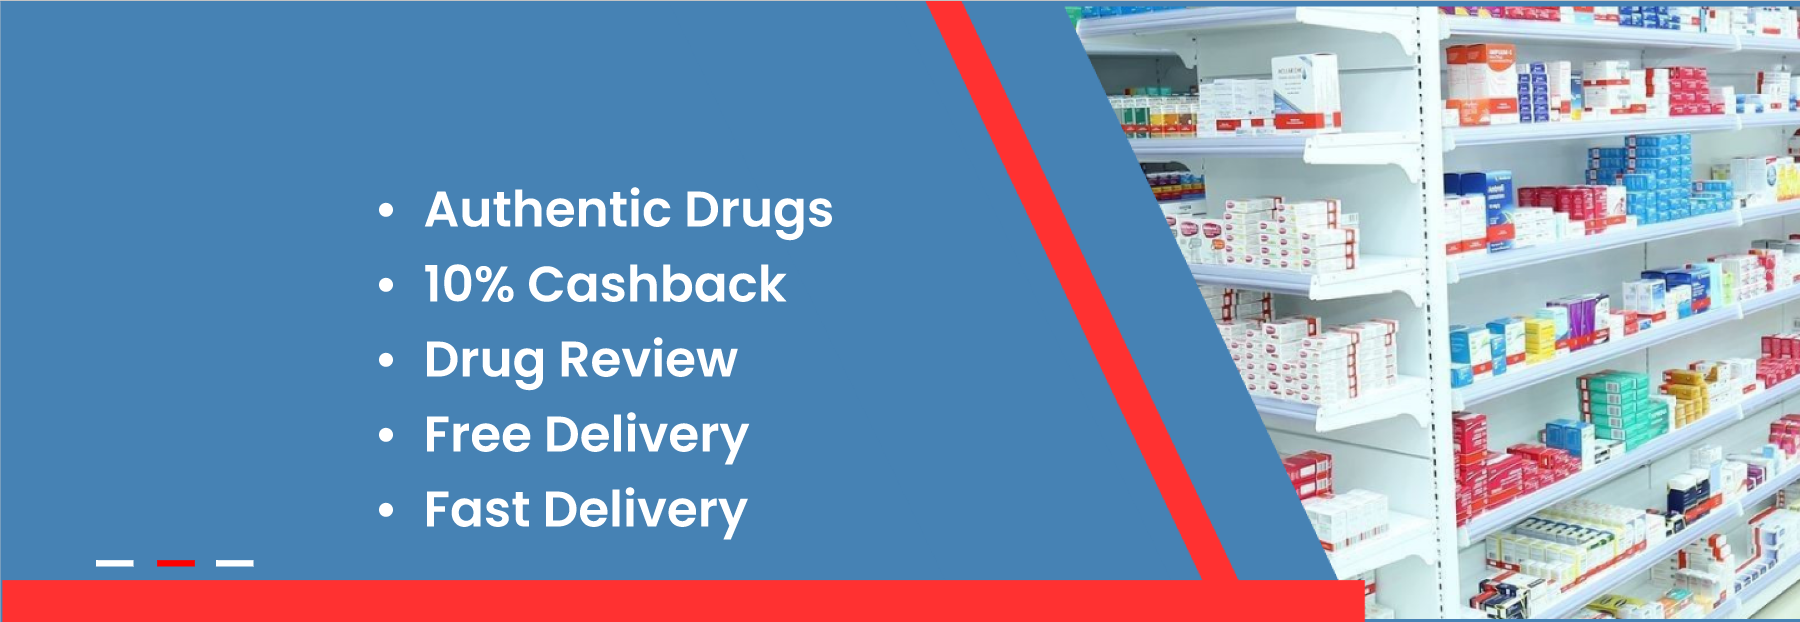 • Authentic Drugs
• 10% Cashback
• Drug Review
• Free Delivery
• Fast Delivery